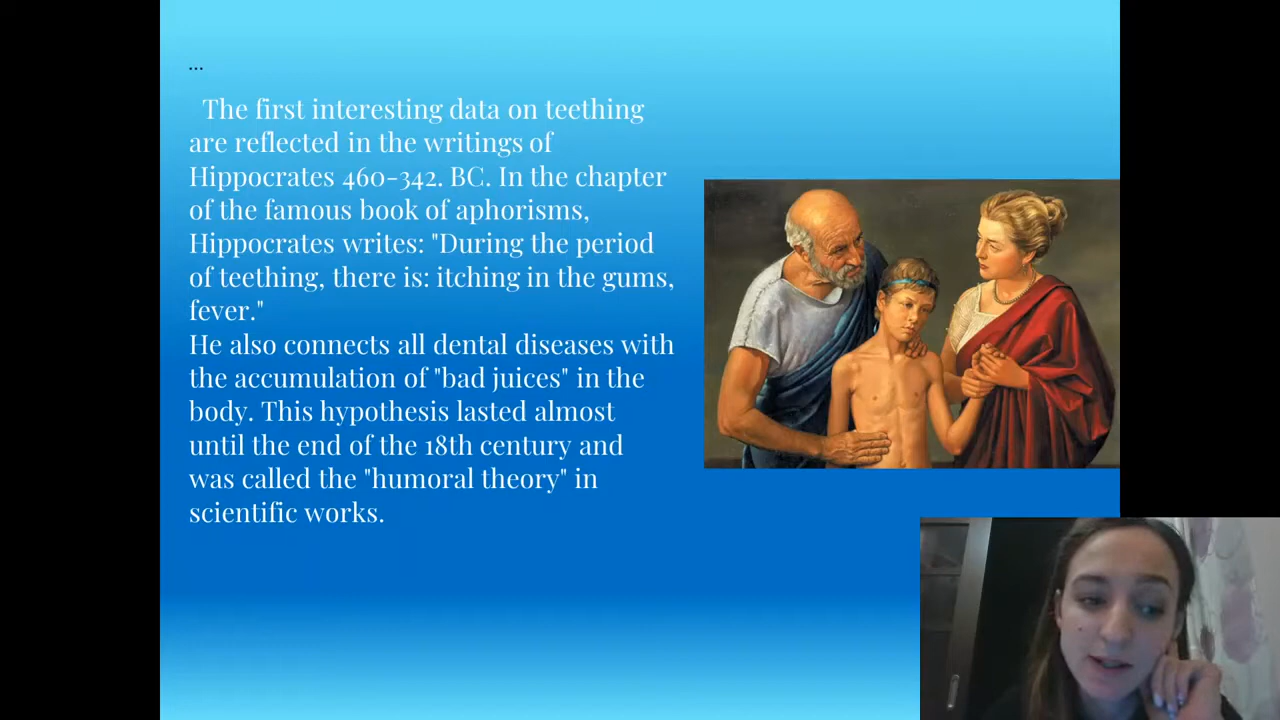 ...
The first interesting data on teething
are reflected in the writings of
Hippocrates 460-342. BC. In the chapter
of the famous book of aphorisms,
Hippocrates writes: "During the period
of teething, there is: itching in the gums,
fever."
He also connects all dental diseases with
the accumulation of "bad juices" in the
body. This hypothesis lasted almost
until the end of the 18th century and
was called the "humoral theory" in
scientific works.